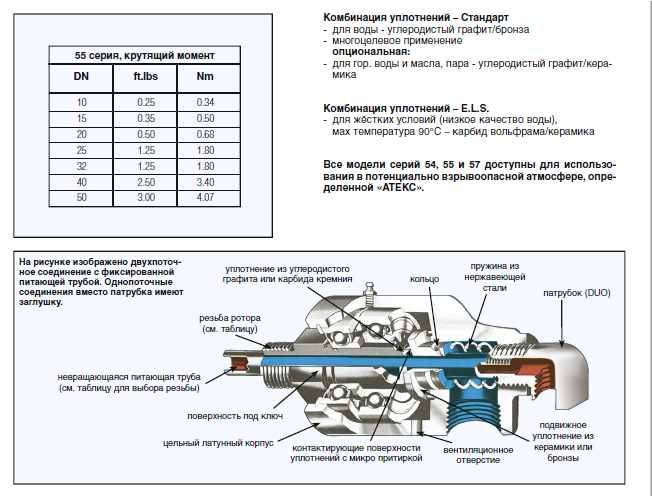 55 серия, крутящий момент
DN ft.lbs Nm
10 0.25 0.34
15 0.35 0.50
20 0.50 0.68
25 1.25 1.80
32 1.25 1.80
40 2.50 3.40
50 3.00 4.07
Комбинация уплотнений – Стандарт
- для воды - углеродистый графит/бронза
- многоцелевое применение
опциональная:
- для гор. воды и масла, пара - углеродистый графит/кера-
мика
Комбинация уплотнений – E.L.S.
- для жёстких условий (низкое качество воды),
мах температура 90°C – карбид вольфрама/керамика
Все модели серий 54, 55 и 57 доступны для использо-
вания в потенциально взрывоопасной атмосфере, опре-
деленной «АТЕКС».
На рисунке изображено двухпоточ-
ное соединение с фиксированной
питающей трубой. Однопоточные
соединения вместо патрубка имеют
заглушку.
уплотнение из углеродистого
графита или карбида кремния
кольцо
пружина из
нержавеющей
стали
патрубок (DUO)
резьба ротора
(см. таблицу)
невращающаяся питающая труба
(см. таблицу для выбора резьбы)
поверхность под ключ
цельный латунный корпус
контактирующие поверхности
уплотнений с микро притиркой
вентиляционное
отверстие
подвижное
уплотнение из
керамики или
бронзы